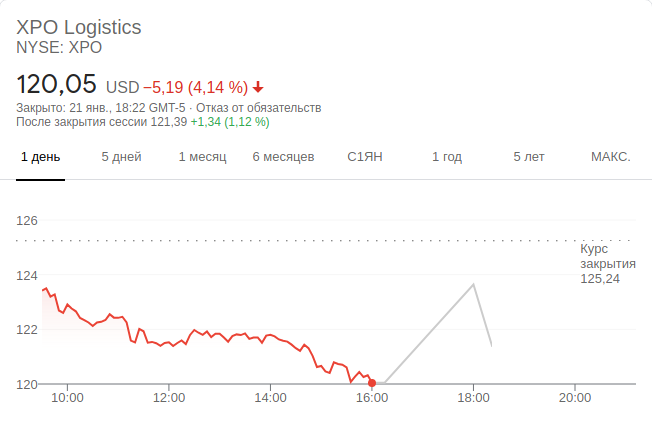 XPO Logistics
NYSE: XPO
120,05 USD −5,19 (4,14 %)
Закрыто: 21 янв., 18:22 GMT-5 · Отказ от обязательств
После закрытия сессии 121,39 +1,34 (1,12 %)
1 день 5 дней 1 месяц 6 месяцев С1ЯН 1 год 5 лет МАКС.
126
Курс
закрытия
125,24
124
122
120
10:00 12:00 14:00 16:00 18:00 20:00